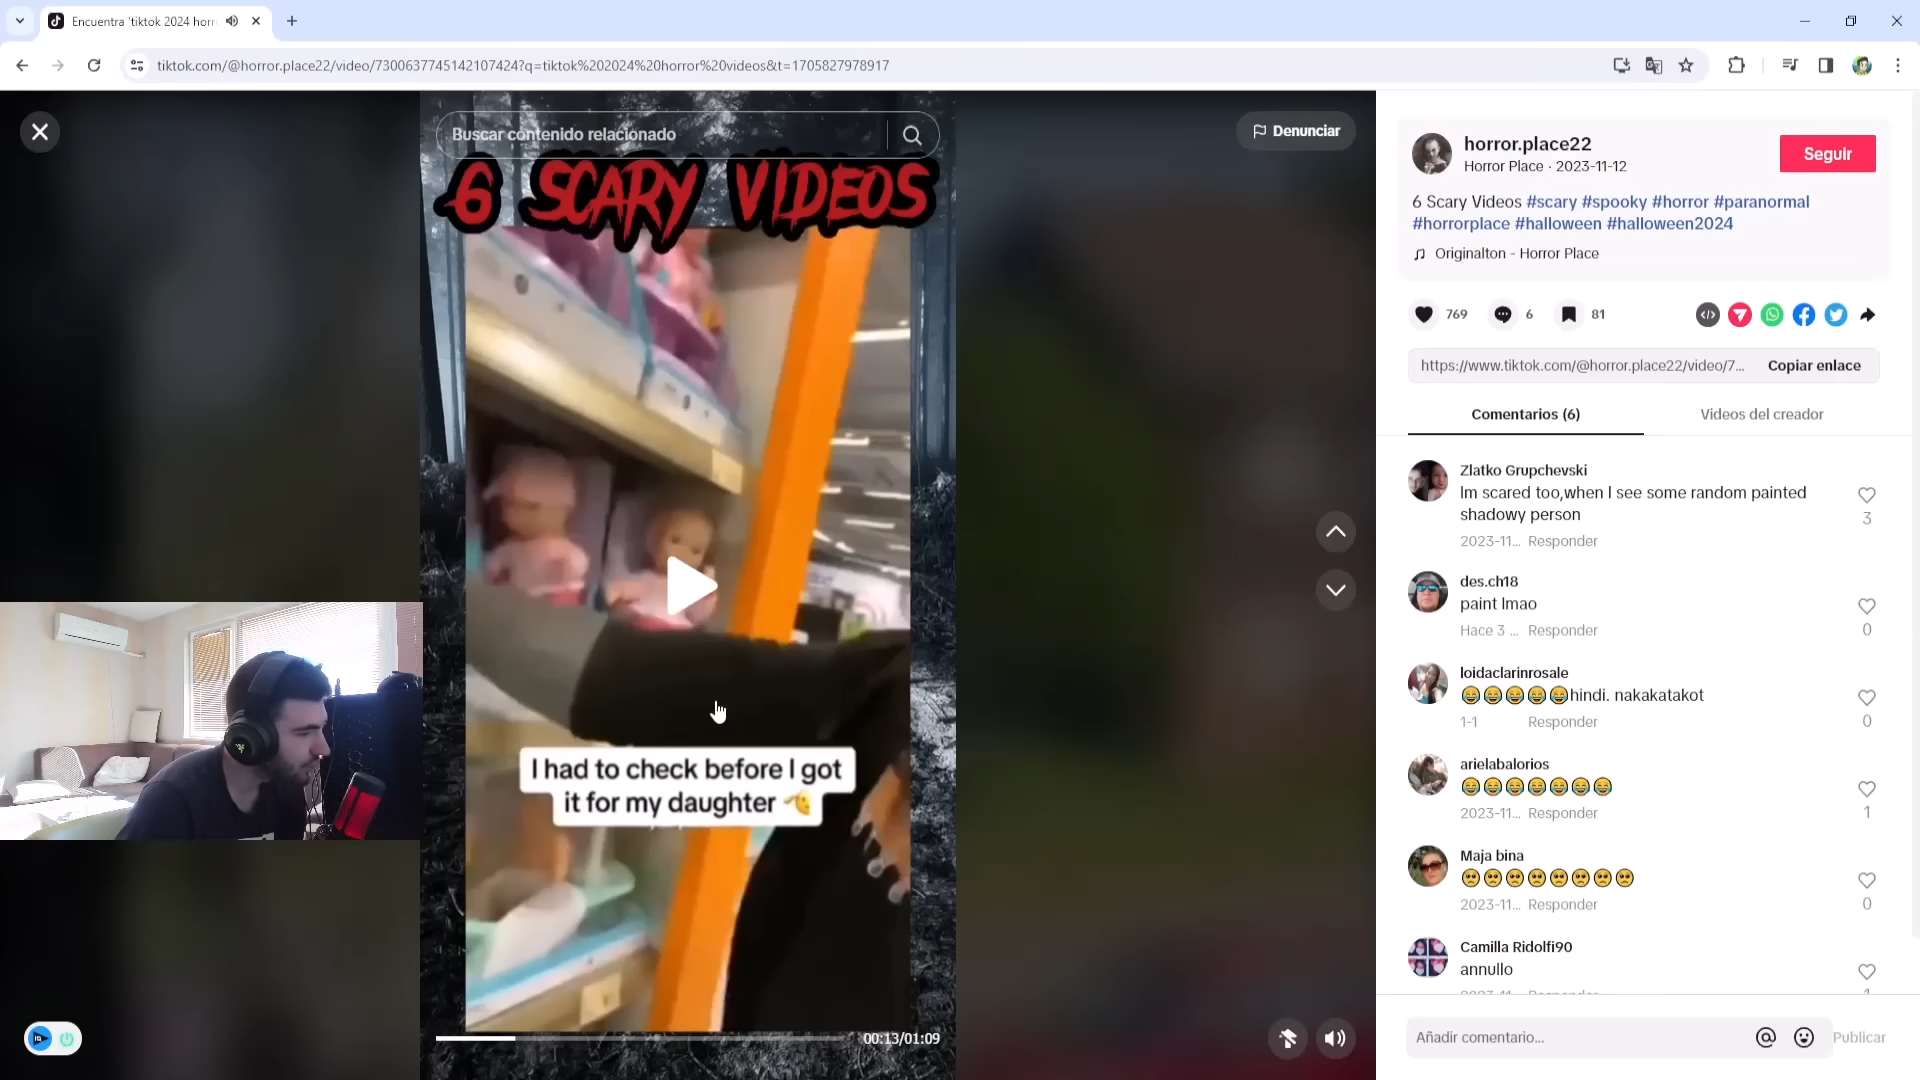 Encuentra 'tiktok 2024 horr
tiktok.com/@horror.place22/video/7300637745142107424?q=tiktok%202024%20horror%20videos&t=1705827978917
Buscar contenido relacionado
Denunciar
6 SCARY VIDEOS
I had to check before I got
it for my daughter 🫡
00:13/01:09
horror.place22
Horror Place · 2023-11-12
Seguir
6 Scary Videos #scary #spooky #horror #paranormal
#horrorplace #halloween #halloween2024
Originalton - Horror Place
769 6 81
https://www.tiktok.com/@horror.place22/video/7... Copiar enlace
Comentarios (6) Videos del creador
Zlatko Grupchevski
Im scared too,when I see some random painted
shadowy person
3
2023-11... Responder
des.ch18
paint lmao
Hace 3 ... Responder
0
loidaclarinrosale
😂😂😂😂😂hindi. nakakatakot
1-1 Responder
0
arielabalorios
😂😂😂😂😂😂😂
2023-11... Responder
1
Maja bina
🥺🥺🥺🥺🥺🥺🥺🥺
2023-11... Responder
0
Camilla Ridolfi90
annullo
Añadir comentario...
Publicar